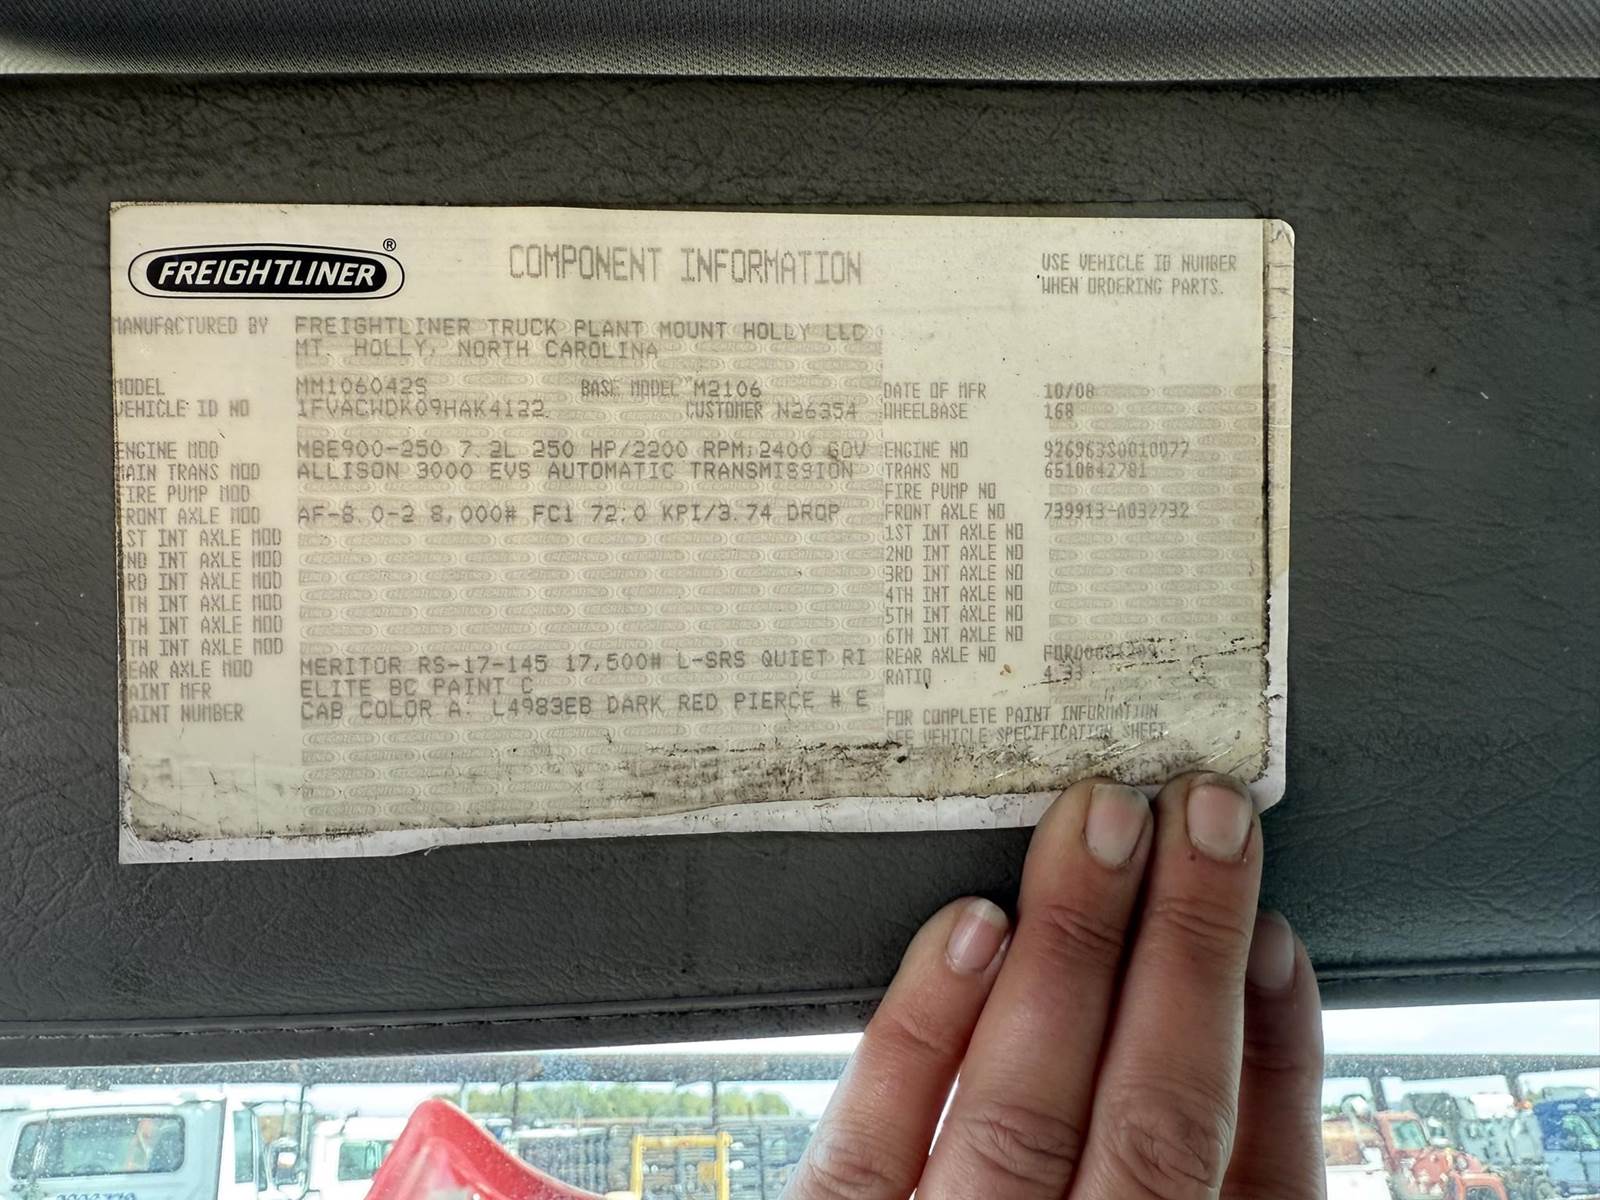 FREIGHTLINER ®
COMPONENT INFORMATION
USE VEHICLE ID NUMBER
WHEN ORDERING PARTS.
MANUFACTURED BY FREIGHTLINER TRUCK PLANT MOUNT HOLLY LLC
MT. HOLLY, NORTH CAROLINA
MODEL MM106042S BASE MODEL M2106 DATE OF MFR 10/08
VEHICLE ID NO 1FVACWDK09HAK4122 CUSTOMER N26354 WHEELBASE 168
ENGINE MOD MBE900-250 7.2L 250 HP/2200 RPM; 2400 GOV ENGINE NO 926963S0010077
MAIN TRANS MOD ALLISON 3000 EVS AUTOMATIC TRANSMISSION TRANS NO 6510642781
FIRE PUMP MOD FIRE PUMP NO
FRONT AXLE MOD AF-8.0-2 8,000# FC1 72.0 KPI/3.74 DROP FRONT AXLE NO 739913-A032732
ST INT AXLE MOD 1ST INT AXLE NO
ND INT AXLE MOD 2ND INT AXLE NO
RD INT AXLE MOD 3RD INT AXLE NO
TH INT AXLE MOD 4TH INT AXLE NO
TH INT AXLE MOD 5TH INT AXLE NO
TH INT AXLE MOD 6TH INT AXLE NO
EAR AXLE MOD MERITOR RS-17-145 17,500# L-SRS QUIET RI REAR AXLE NO
AINT MFR ELITE BC PAINT C RATIO 4.33
AINT NUMBER CAB COLOR A: L4983EB DARK RED PIERCE # E
FOR COMPLETE PAINT INFORMATION
SEE VEHICLE SPECIFICATION SHEET